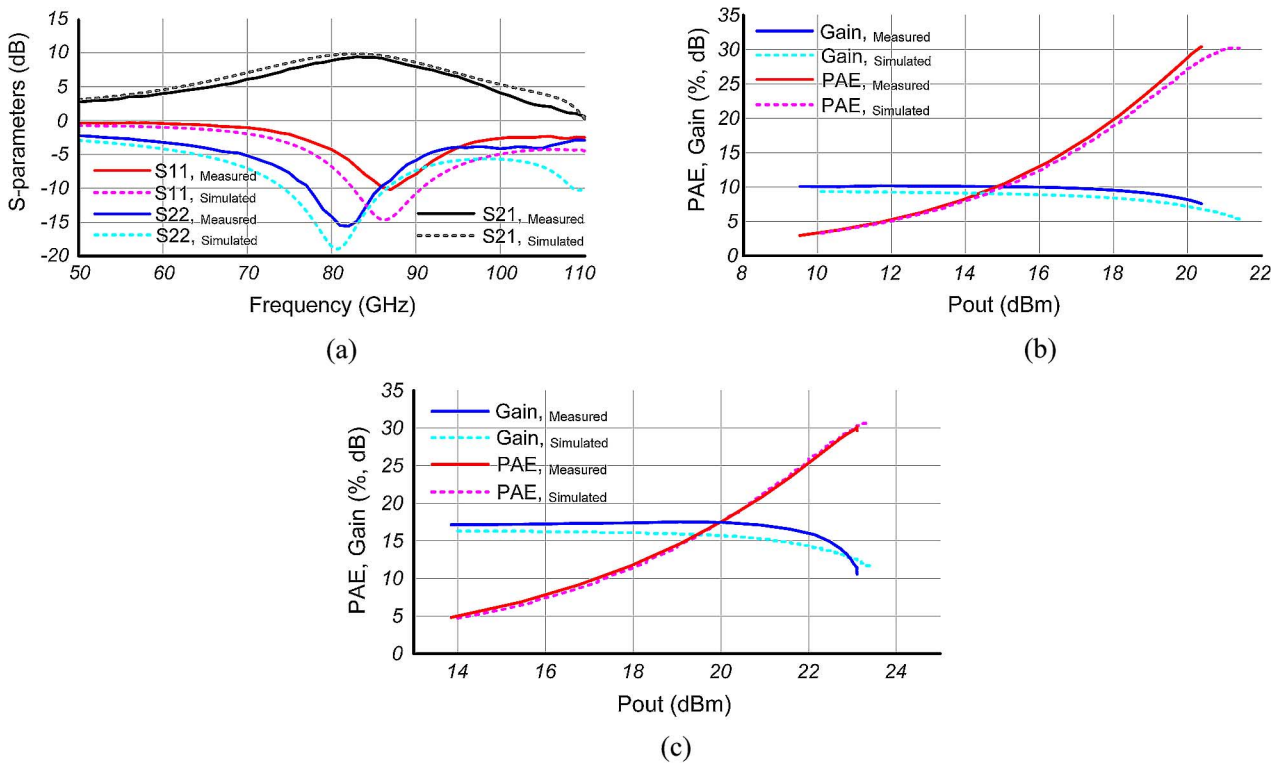 S-parameters (dB)
15
10
5
0
-5
-10
-15
-20
S11, Measured
S11, Simulated
S22, Meausred
S22, Simulated
S21, Measured
S21, Simulated
50 60 70 80 90 100 110
Frequency (GHz)
(a)
PAE, Gain (%, dB)
35
30
25
20
15
10
5
0
Gain, Measured
Gain, Simulated
PAE, Measured
PAE, Simulated
8 10 12 14 16 18 20 22
Pout (dBm)
(b)
PAE, Gain (%, dB)
35
30
25
20
15
10
5
0
Gain, Measured
Gain, Simulated
PAE, Measured
PAE, Simulated
14 16 18 20 22 24
Pout (dBm)
(c)